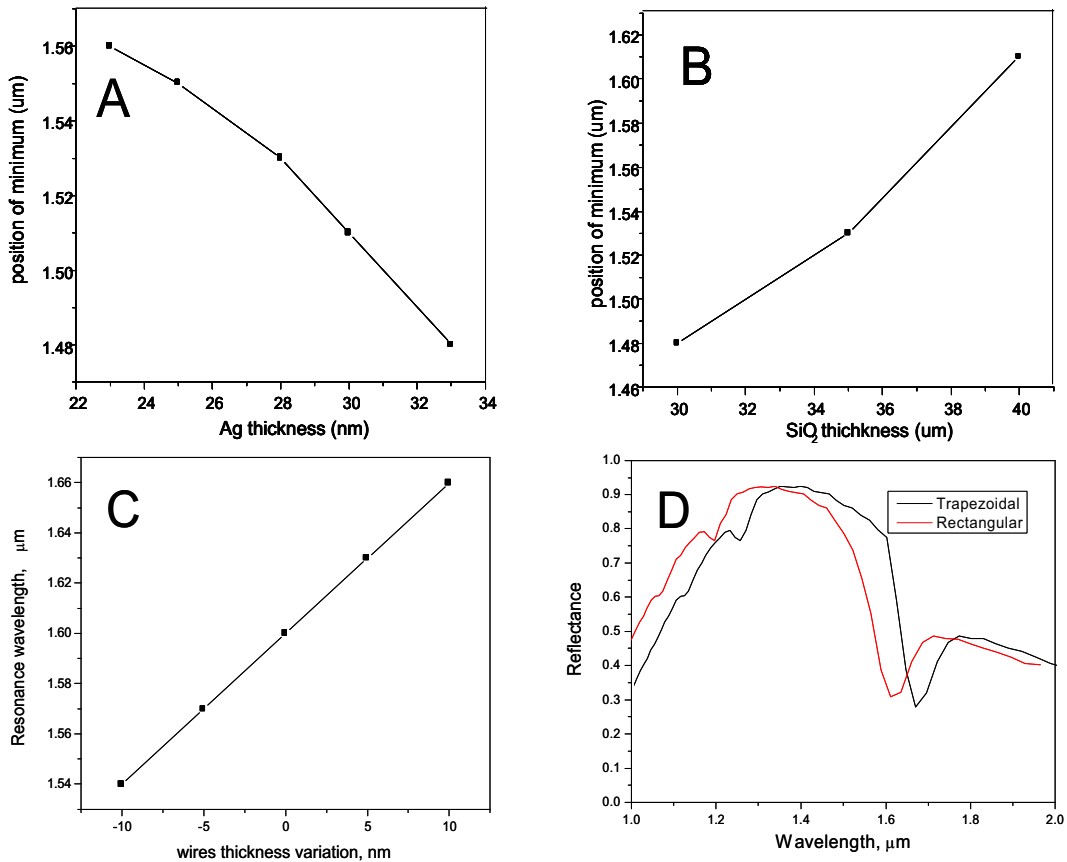 A
position of minimum (um)
1.56
1.54
1.52
1.50
1.48
22 24 26 28 30 32 34
Ag thickness (nm)
B
position of minimum (um)
1.62
1.60
1.58
1.56
1.54
1.52
1.50
1.48
1.46
30 32 34 36 38 40
SiO2 thichkness (um)
C
Resonance wavelength, μm
1.66
1.64
1.62
1.60
1.58
1.56
1.54
-10 -5 0 5 10
wires thickness variation, nm
D
Trapezoidal
Rectangular
Reflectance
1.0
0.9
0.8
0.7
0.6
0.5
0.4
0.3
0.2
0.1
0.0
1.0 1.2 1.4 1.6 1.8 2.0
Wavelength, μm